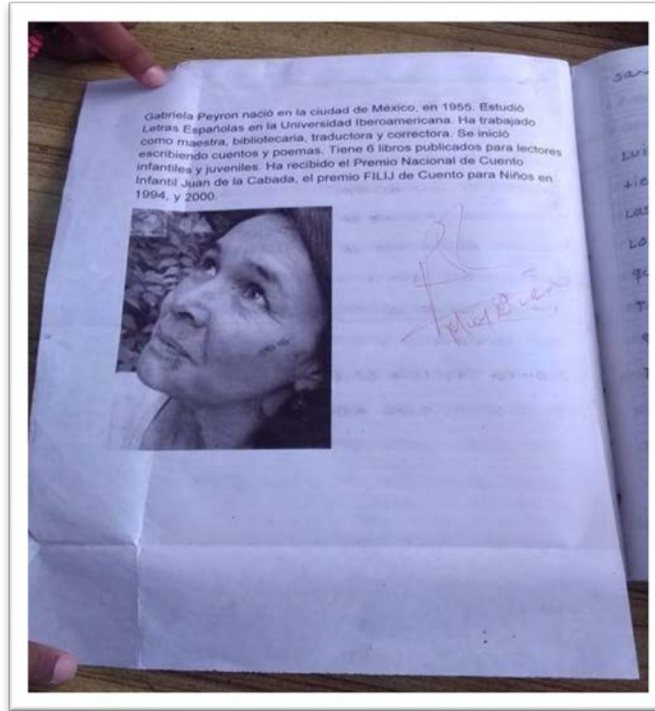 Gabriela Peyron nació en la ciudad de México, en 1955. Estudió
Letras Españolas en la Universidad Iberoamericana. Ha trabajado
como maestra, bibliotecaria, traductora y correctora. Se inició
escribiendo cuentos y poemas. Tiene 6 libros publicados para lectores
infantiles y juveniles. Ha recibido el Premio Nacional de Cuento
Infantil Juan de la Cabada, el premio FILIJ de Cuento para Niños en
1994, y 2000.